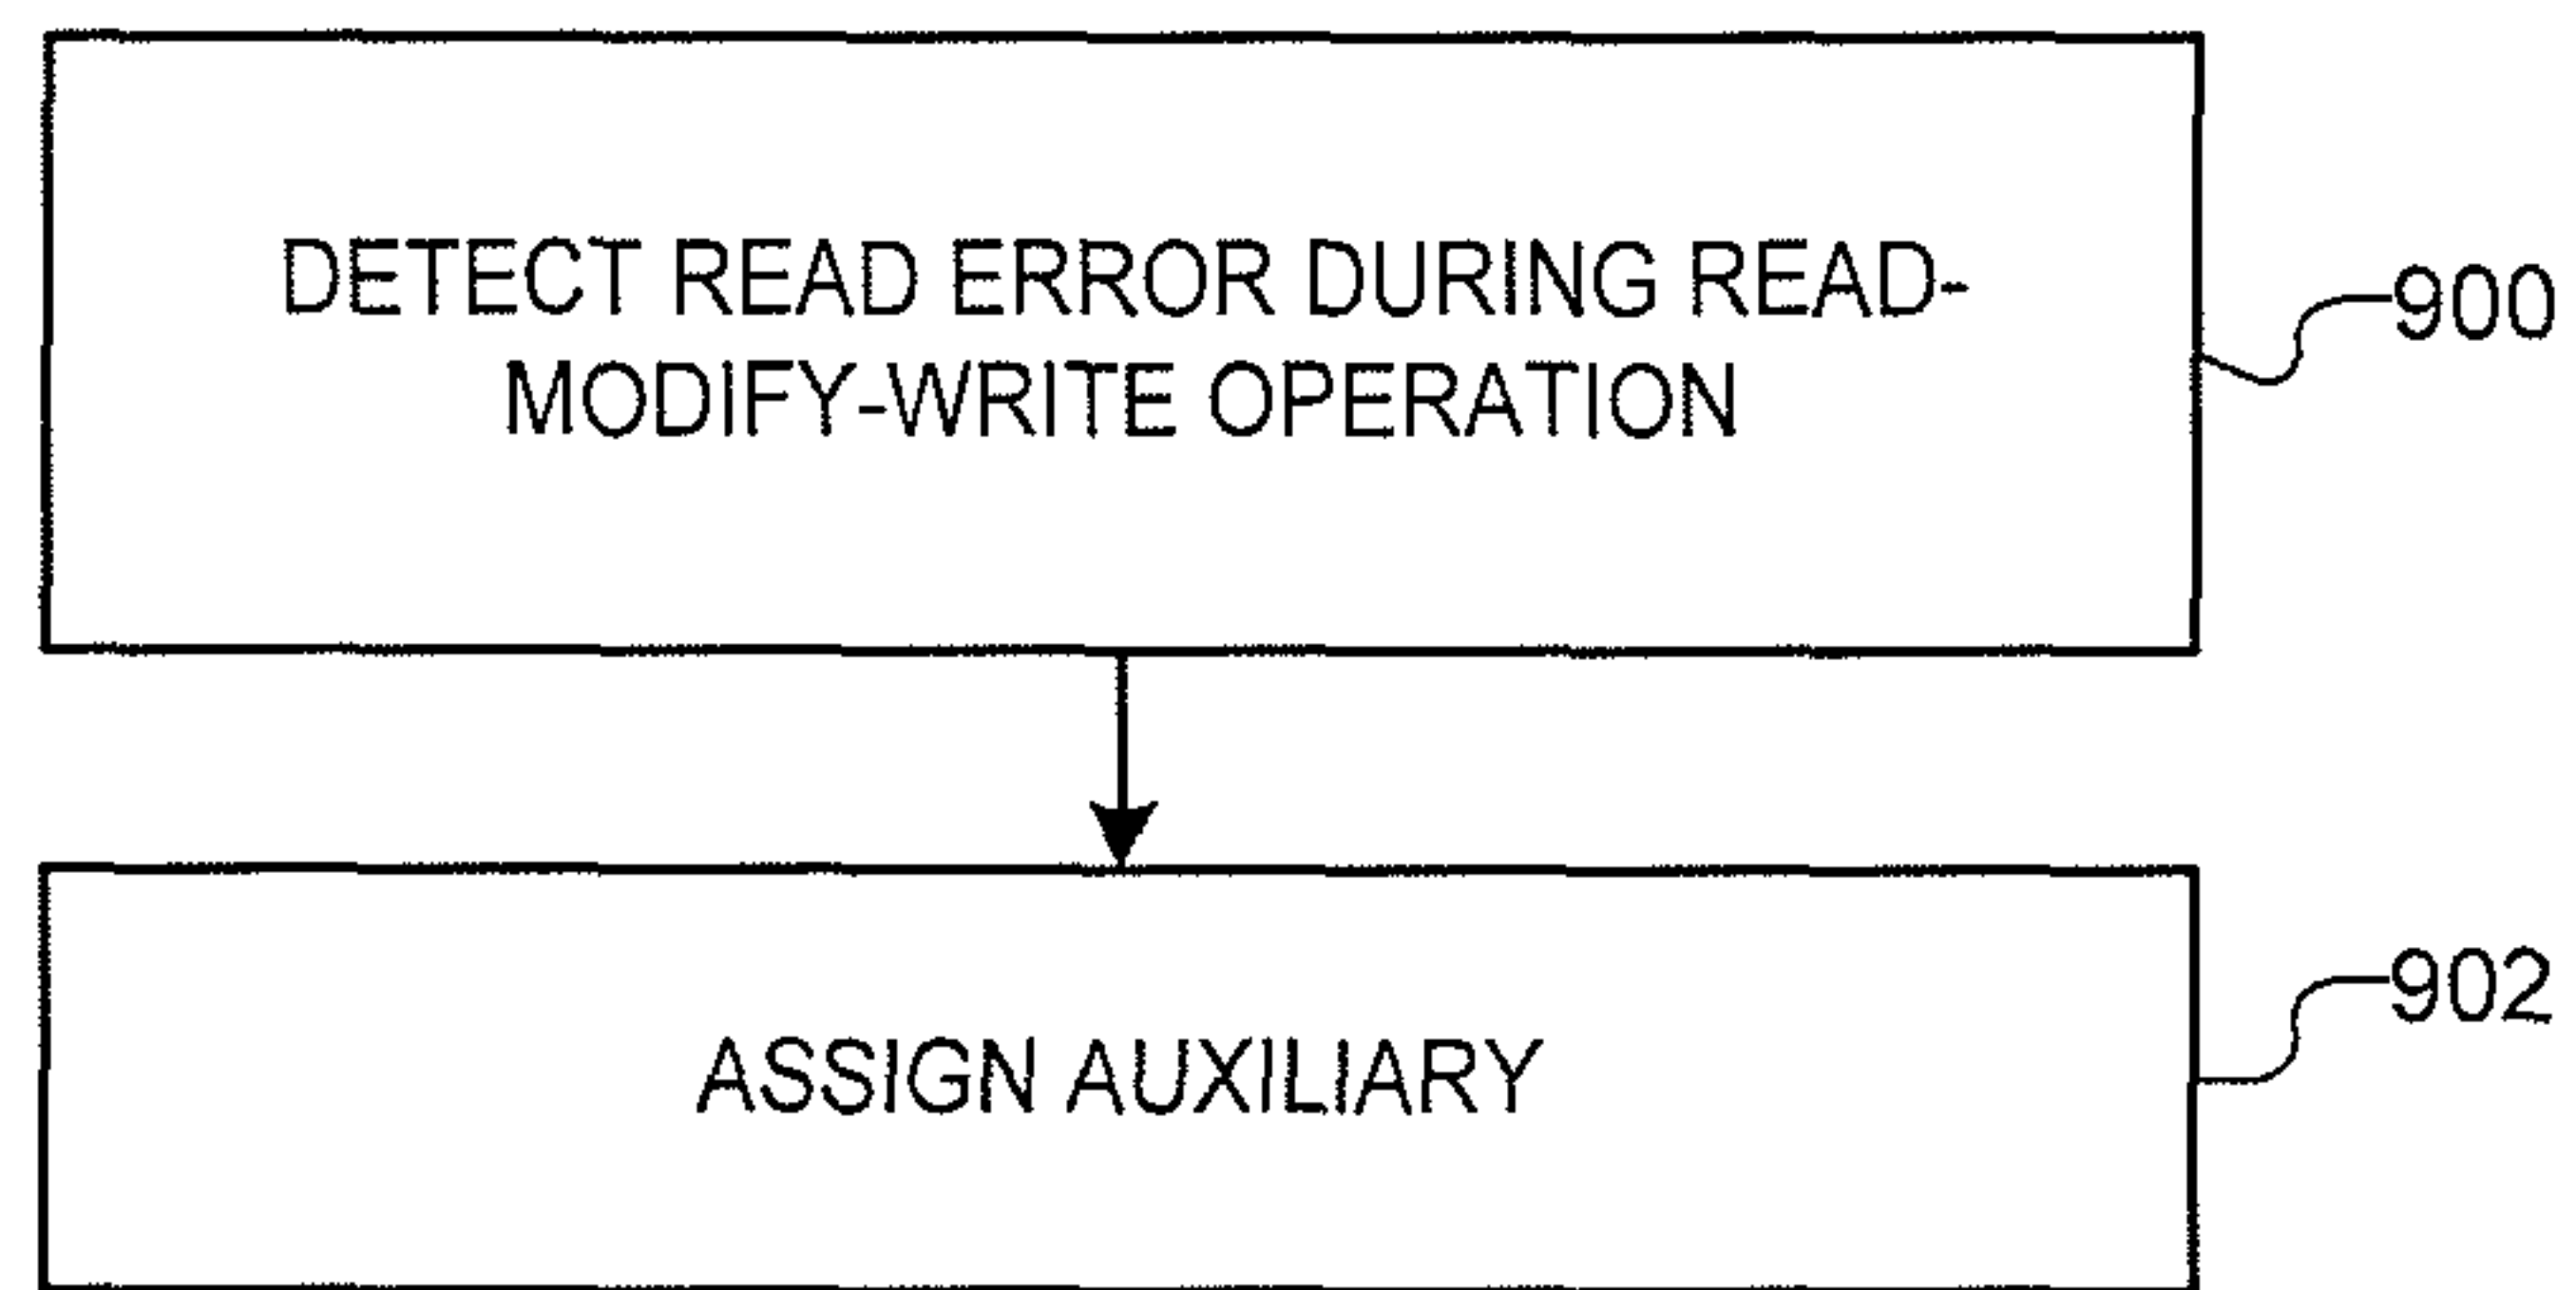 DETECT READ ERROR DURING READ-
MODIFY-WRITE OPERATION
900
ASSIGN AUXILIARY
902